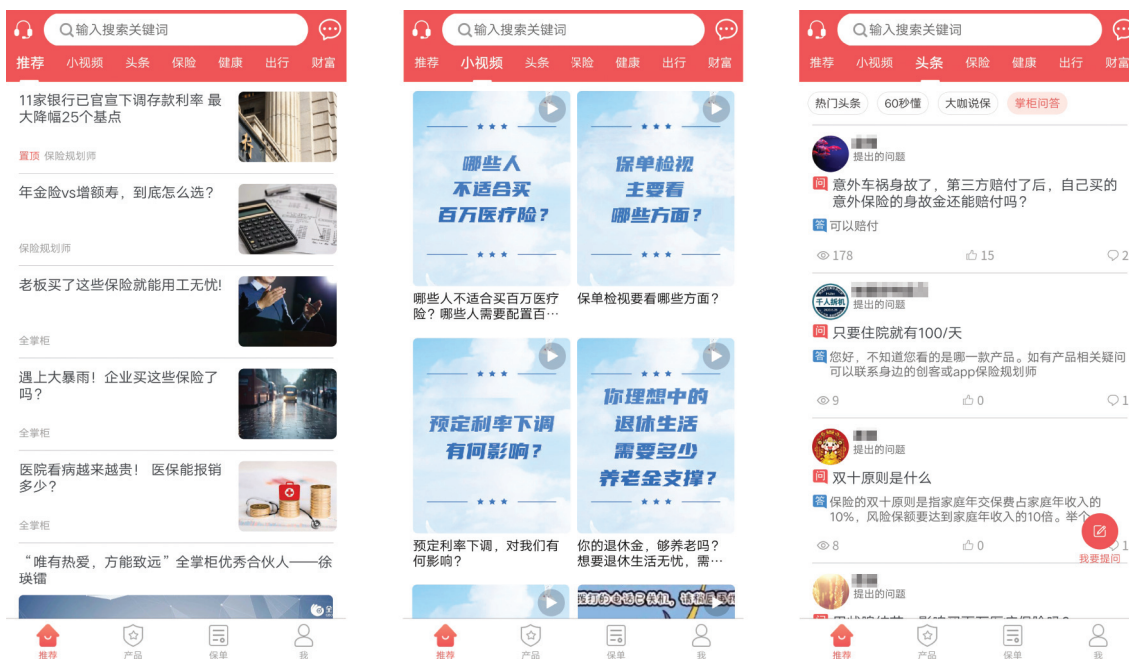 输入搜索关键词
推荐 小视频 头条 保险 健康 出行 财富
11家银行已官宣下调存款利率 最
大降幅25个基点
置顶 保险规划师
年金险vs增额寿，到底怎么选？
保险规划师
老板买了这些保险就能用工无忧!
全掌柜
遇上大暴雨！企业买这些保险了
吗？
全掌柜
医院看病越来越贵！ 医保能报销
多少？
全掌柜
“唯有热爱，方能致远”全掌柜优秀合伙人——徐
瑛镭
推荐 产品 保单 我
输入搜索关键词
推荐 小视频 头条 保险 健康 出行 财富
哪些人
不适合买
百万医疗险？
哪些人不适合买百万医疗
险？哪些人需要配置百…
保单检视
主要看
哪些方面？
保单检视要看哪些方面？
预定利率下调
有何影响？
预定利率下调，对我们有
何影响？
你理想中的
退休生活
需要多少
养老金支撑？
你的退休金，够养老吗？
想要退休生活无忧，需…
推荐 产品 保单 我
输入搜索关键词
推荐 小视频 头条 保险 健康 出行 财富
热门头条 60秒懂 大咖说保 掌柜问答
提出的问题
问 意外车祸身故了，第三方赔付了后，自己买的
意外保险的身故金还能赔付吗？
答 可以赔付
178 15 2
千人拆机
提出的问题
问 只要住院就有100/天
答 您好，不知道您看的是哪一款产品。如有产品相关疑问
可以联系身边的创客或app保险规划师
9 0 1
提出的问题
问 双十原则是什么
答 保险的双十原则是指家庭年交保费占家庭年收入的
10%，风险保额要达到家庭年收入的10倍。举个
8 0 1
我要提问
提出的问题
推荐 产品 保单 我